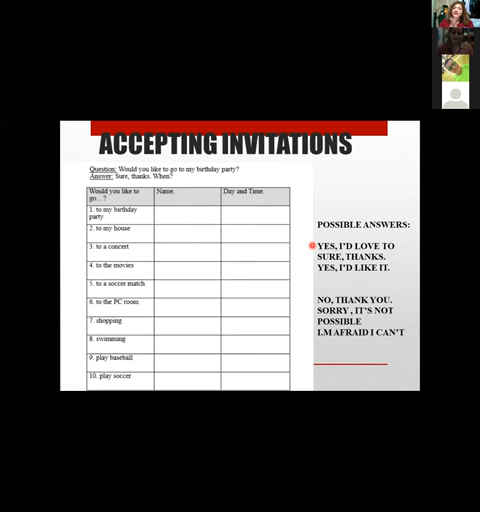 ACCEPTING INVITATIONS
Question: Would you like to go to my birthday party?
Answer: Sure, thanks. When?
Would you like to go…? Name. Day and Time.
1. to my birthday party
2. to my house
3. to a concert
4. to the movies
5. to a soccer match
6. to the PC room
7. shopping
8. swimming
9. play baseball
10. play soccer
POSSIBLE ANSWERS:
YES, I'D LOVE TO
SURE, THANKS.
YES, I'D LIKE IT.
NO, THANK YOU.
SORRY , IT'S NOT
POSSIBLE
I.M AFRAID I CAN'T